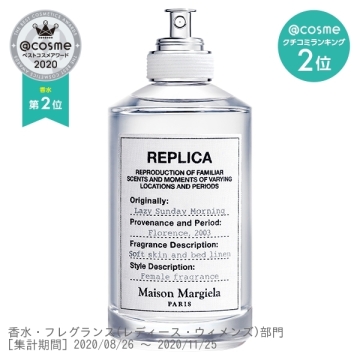 @cosme
ベストコスメアワード
2020
香水
第2位
@cosme
クチコミランキング
2位
REPLICA
REPRODUCTION OF FAMILIAR
SCENTS AND MOMENTS OF VARYING
LOCATIONS AND PERIODS
Originally:
Lazy Sunday Morning
Provenance and Period:
Florence, 2003
Fragrance Description:
Soft skin and bed linen
Style Description:
Female fragrance
Maison Margiela
PARIS
香水・フレグランス(レディース・ウィメンズ)部門
[集計期間] 2020/08/26 ～ 2020/11/25